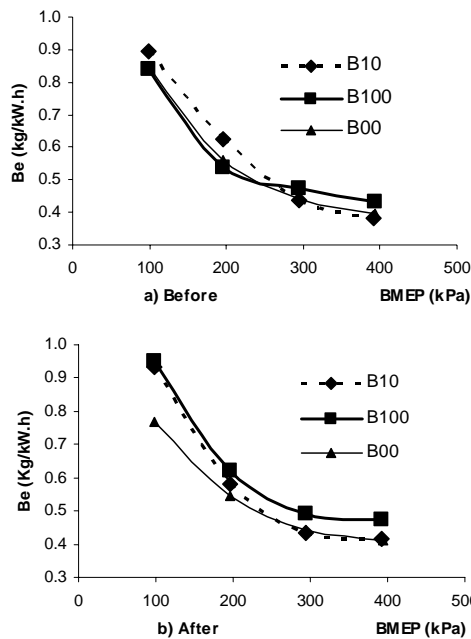 1.0
0.9
0.8
0.7
0.6
0.5
0.4
0.3
Be (kg/kW.h)
B10
B100
B00
0 100 200 300 400 500
a) Before BMEP (kPa)
1.0
0.9
0.8
0.7
0.6
0.5
0.4
0.3
Be (Kg/kW.h)
B10
B100
B00
0 100 200 300 400 500
b) After BMEP (kPa)